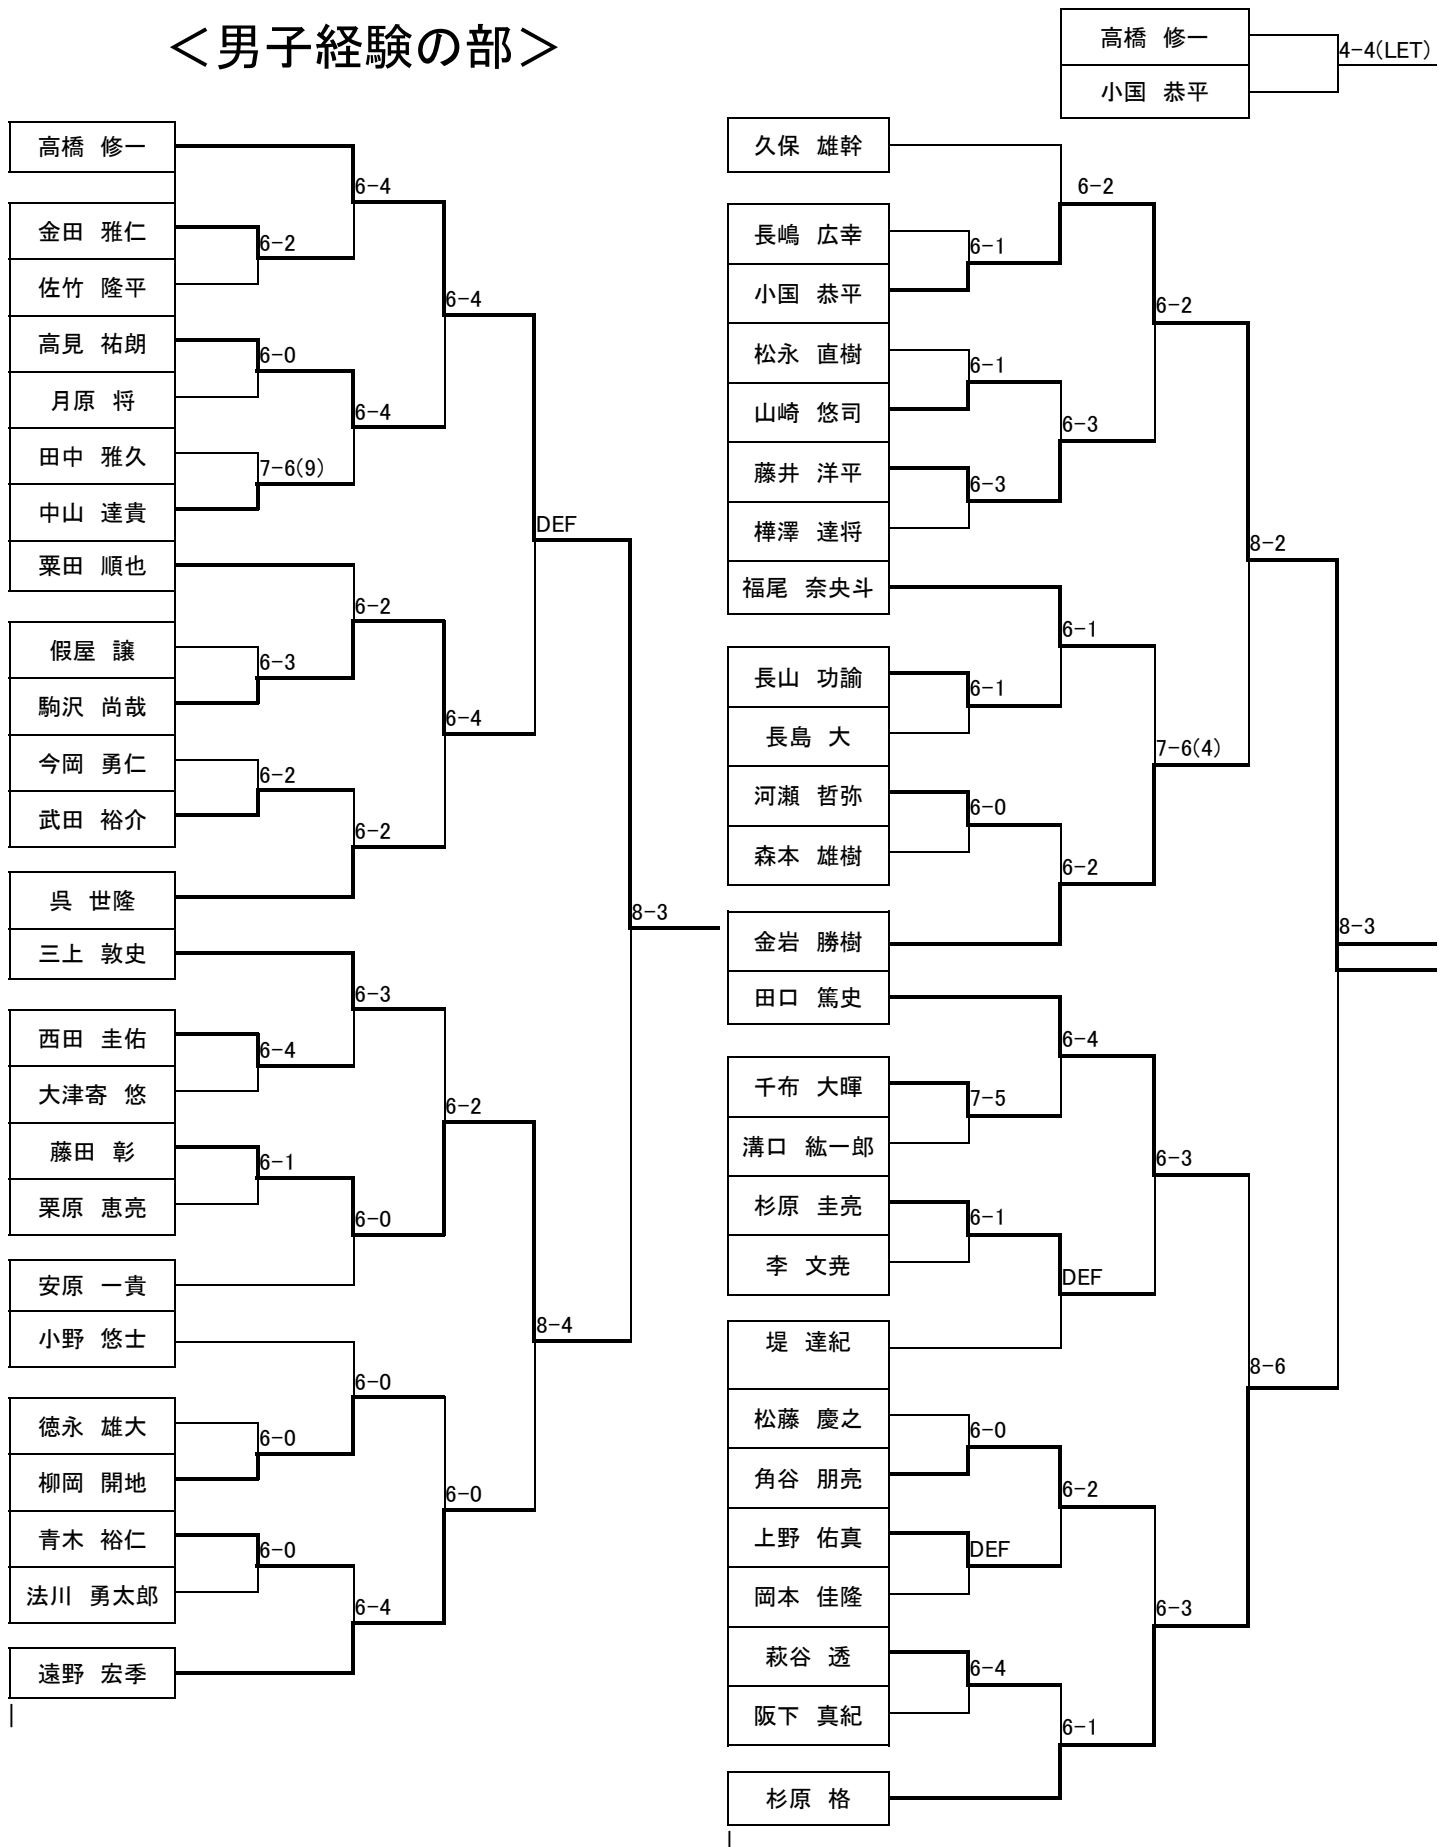 <男子経験の部>
高橋 修一
小国 恭平
4-4(LET)
高橋 修一
金田 雅仁
佐竹 隆平
高見 祐朗
月原 将
田中 雅久
中山 達貴
粟田 順也
假屋 譲
駒沢 尚哉
今岡 勇仁
武田 裕介
呉 世隆
三上 敦史
西田 圭佑
大津寄 悠
藤田 彰
栗原 恵亮
安原 一貴
小野 悠士
徳永 雄大
柳岡 開地
青木 裕仁
法川 勇太郎
遠野 宏季
6-2
6-0
7-6(9)
6-3
6-2
6-4
6-1
6-0
6-0
6-4
6-4
6-2
6-2
6-3
6-0
6-0
6-4
6-4
6-4
6-2
6-0
DEF
8-4
8-3
久保 雄幹
長嶋 広幸
小国 恭平
松永 直樹
山崎 悠司
藤井 洋平
樺澤 達将
福尾 奈央斗
長山 功諭
長島 大
河瀬 哲弥
森本 雄樹
金岩 勝樹
田口 篤史
千布 大暉
溝口 紘一郎
杉原 圭亮
李 文尭
堤 達紀
松藤 慶之
角谷 朋亮
上野 佑真
岡本 佳隆
萩谷 透
阪下 真紀
杉原 格
6-1
6-1
6-3
6-1
6-0
7-5
6-1
6-0
DEF
6-4
6-2
6-3
6-1
6-2
6-4
DEF
6-2
6-1
6-2
7-6(4)
6-3
6-3
8-2
8-6
8-3